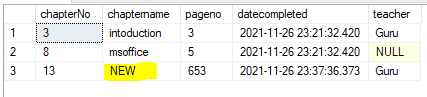 chapterNo chaptername pageno datecompleted teacher
1 3 intoduction 3 2021-11-26 23:21:32.420 Guru
2 8 msoffice 5 2021-11-26 23:21:32.420 NULL
3 13 NEW 653 2021-11-26 23:37:36.373 Guru